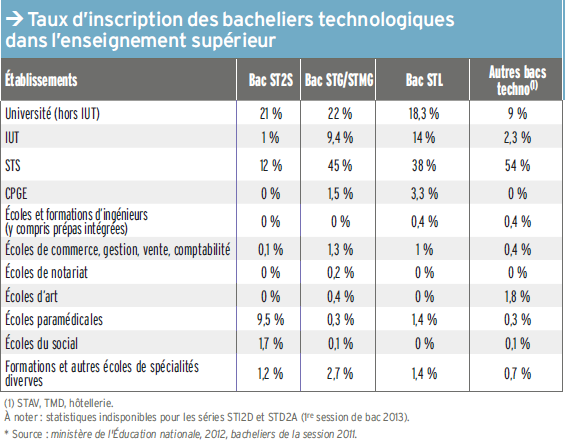 → Taux d'inscription des bacheliers technologiques
dans l'enseignement supérieur
Établissements Bac ST2S Bac STG/STMG Bac STL Autres bacs techno(1)
Université (hors IUT) 21 % 22 % 18,3 % 9 %
IUT 1 % 9,4 % 14 % 2,3 %
STS 12 % 45 % 38 % 54 %
CPGE 0 % 1,5 % 3,3 % 0 %
Écoles et formations d'ingénieurs
(y compris prépas intégrées) 0 % 0 % 0,4 % 0,4 %
Écoles de commerce, gestion, vente, comptabilité 0,1 % 1,3 % 1 % 0,4 %
Écoles de notariat 0 % 0,2 % 0 % 0 %
Écoles d'art 0 % 0,4 % 0 % 1,8 %
Écoles paramédicales 9,5 % 0,3 % 1,4 % 0,3 %
Écoles du social 1,7 % 0,1 % 0 % 0,1 %
Formations et autres écoles de spécialités
diverves 1,2 % 2,7 % 1,4 % 0,7 %
(1) STAV, TMD, hôtellerie.
À noter : statistiques indisponibles pour les séries STI2D et STD2A (1re session de bac 2013).
* Source : ministère de l'Éducation nationale, 2012, bacheliers de la session 2011.